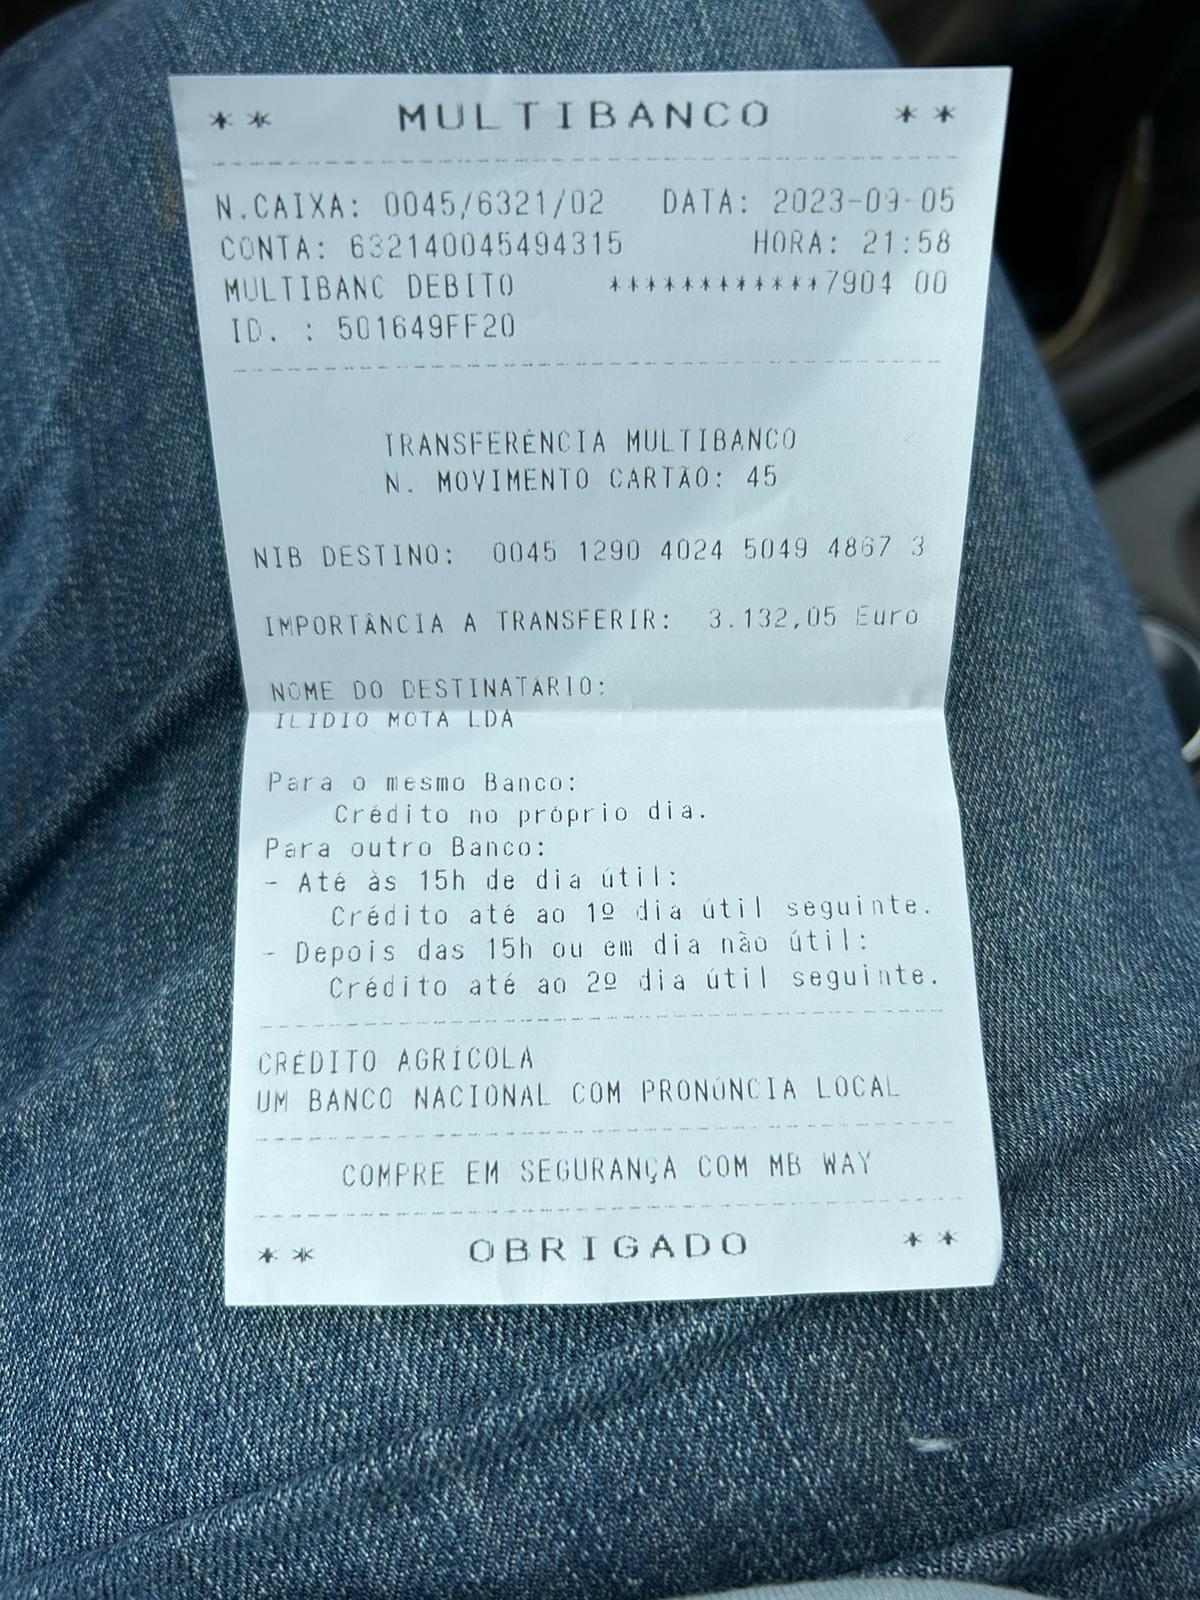 ** MULTIBANCO **
N.CAIXA: 0045/6321/02 DATA: 2023-09-05
CONTA: 632140045494315 HORA: 21:58
MULTIBANC DEBITO ************7904 00
ID. : 501649FF20
TRANSFERÊNCIA MULTIBANCO
N. MOVIMENTO CARTÃO: 45
NIB DESTINO: 0045 1290 4024 5049 4867 3
IMPORTÂNCIA A TRANSFERIR: 3.132,05 Euro
NOME DO DESTINATÁRIO:
ILIDIO MOTA LDA
Para o mesmo Banco:
Crédito no próprio dia.
Para outro Banco:
- Até às 15h de dia útil:
Crédito até ao 1º dia útil seguinte.
- Depois das 15h ou em dia não útil:
Crédito até ao 2º dia útil seguinte.
CRÉDITO AGRÍCOLA
UM BANCO NACIONAL COM PRONÚNCIA LOCAL
COMPRE EM SEGURANÇA COM MB WAY
** OBRIGADO **